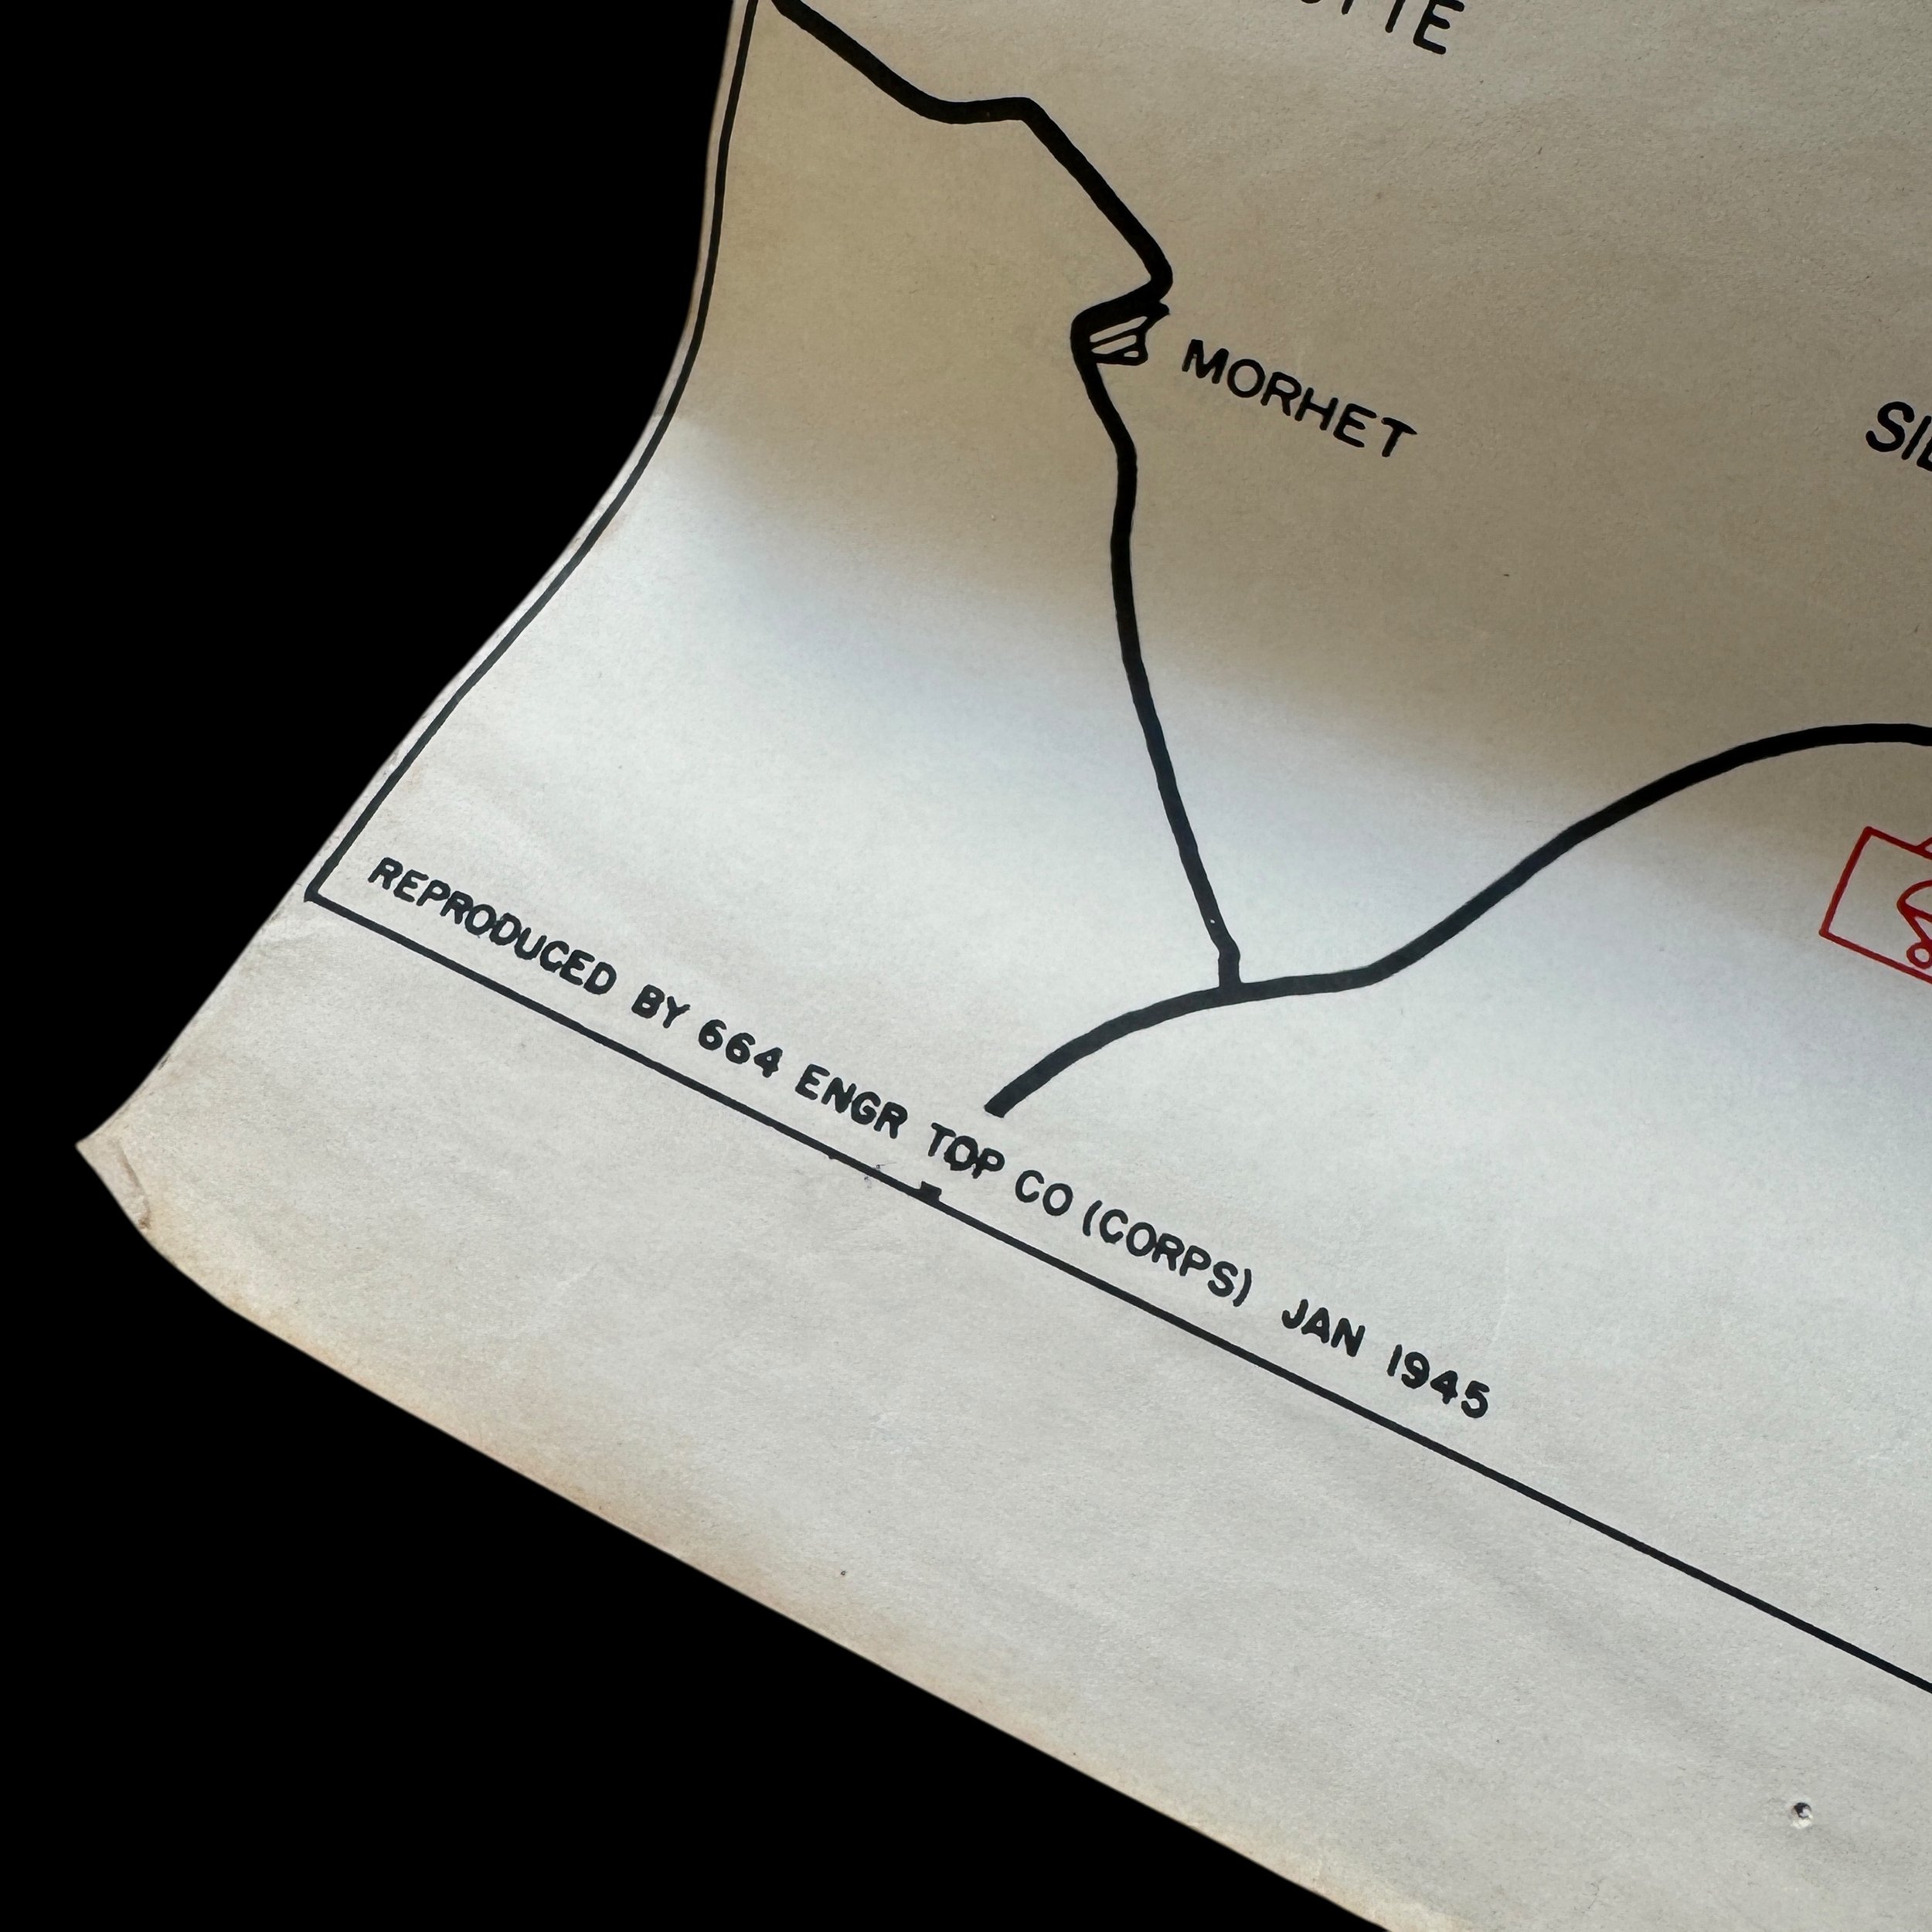 MORHET
REPRODUCED BY 664 ENGR TOP CO (CORPS) JAN 1945